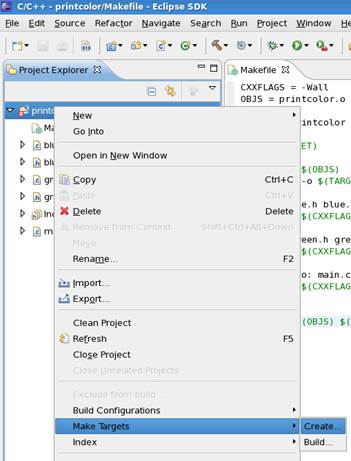 C/C++ - printcolor/Makefile - Eclipse SDK
File Edit Source Refactor Navigate Search Run Project Window H
Project Explorer
Makefile
CXXFLAGS = -Wall
OBJS = printcolor.o
printc
New
Go Into
Open in New Window
Copy Ctrl+C
Paste Ctrl+V
Delete Delete
Remove from Context Shift+Ctrl+Alt+Down
Move...
Rename... F2
Import...
Export...
Clean Project
Refresh F5
Close Project
Close Unrelated Projects
Exclude from build
Build Configurations
Make Targets
Index
Create...
Build...
Ma
blu
blu
gr
gr
Inc
m
intcolor
ET)
$(OBJS)
-o $(TARG
e.h blue.
$(CXXFLAG
een.h gre
$(CXXFLAG
o: main.c
$(CXXFLAG
(OBJS) $(